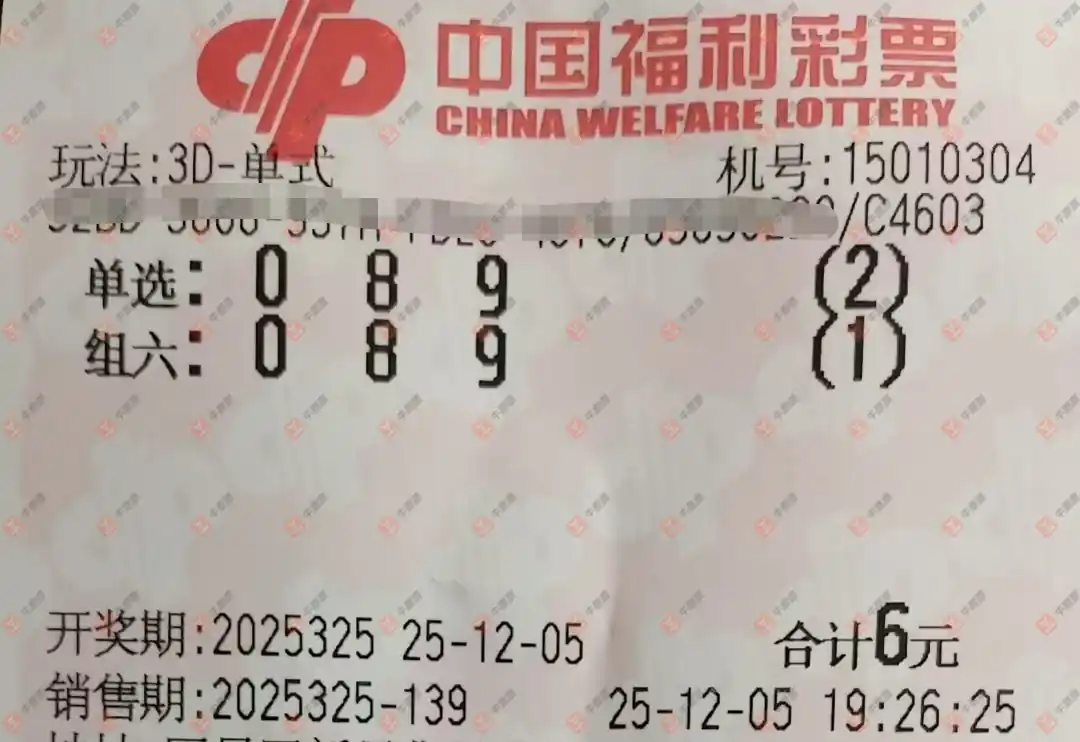 中国福利彩票
CHINA WELFARE LOTTERY
玩法:3D-单式 机号:15010304
/C4603
单选: 0 8 9 (2)
组六: 0 8 9 (1)
开奖期:2025325 25-12-05 合计6元
销售期:2025325-139 25-12-05 19:26:25